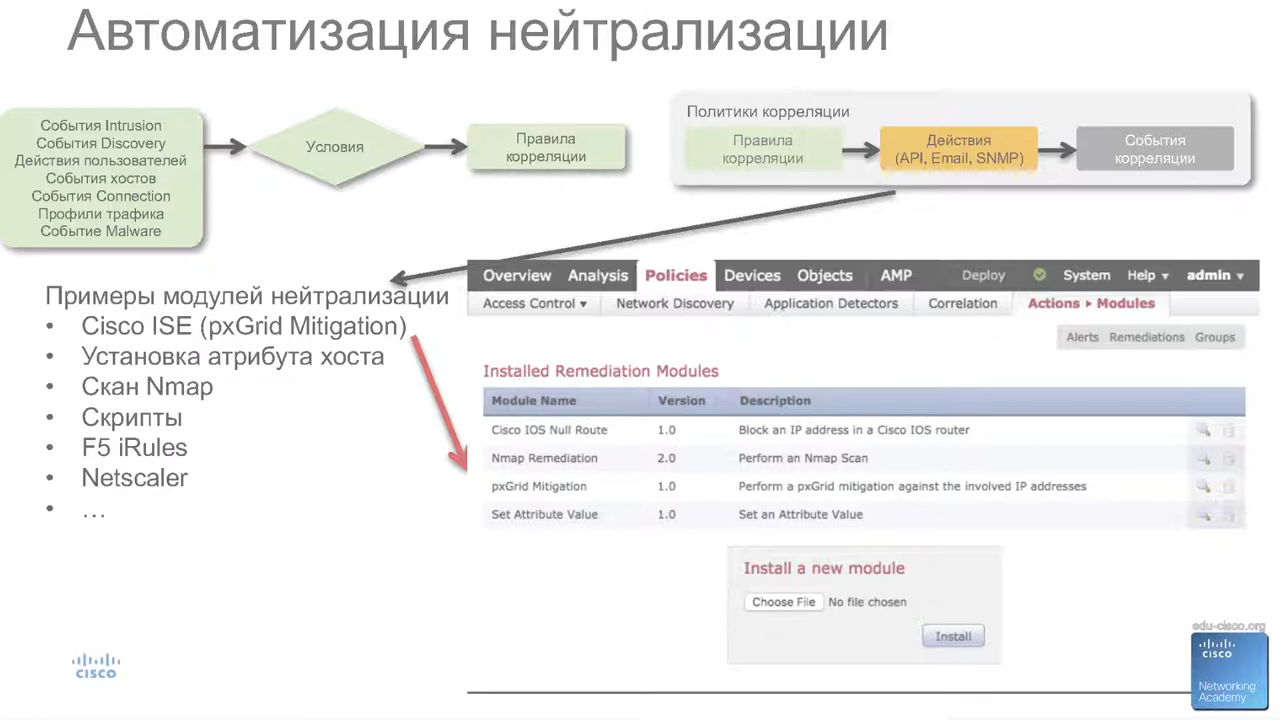 Автоматизация нейтрализации
События Intrusion
События Discovery
Действия пользователей
События хостов
События Connection
Профили трафика
Событие Malware
Условия
Правила
корреляции
Политики корреляции
Правила
корреляции
Действия
(API, Email, SNMP)
События
корреляции
Примеры модулей нейтрализации
• Cisco ISE (pxGrid Mitigation)
• Установка атрибута хоста
• Скан Nmap
• Скрипты
• F5 iRules
• Netscaler
• …
Overview Analysis Policies Devices Objects AMP Deploy System Help admin
Access Control Network Discovery Application Detectors Correlation Actions ▸ Modules
Alerts Remediations Groups
Installed Remediation Modules
Module Name Version Description
Cisco IOS Null Route 1.0 Block an IP address in a Cisco IOS router
Nmap Remediation 2.0 Perform an Nmap Scan
pxGrid Mitigation 1.0 Perform a pxGrid mitigation against the involved IP addresses
Set Attribute Value 1.0 Set an Attribute Value
Install a new module
Choose File No file chosen
Install
cisco
edu-cisco.org
cisco
Networking
Academy